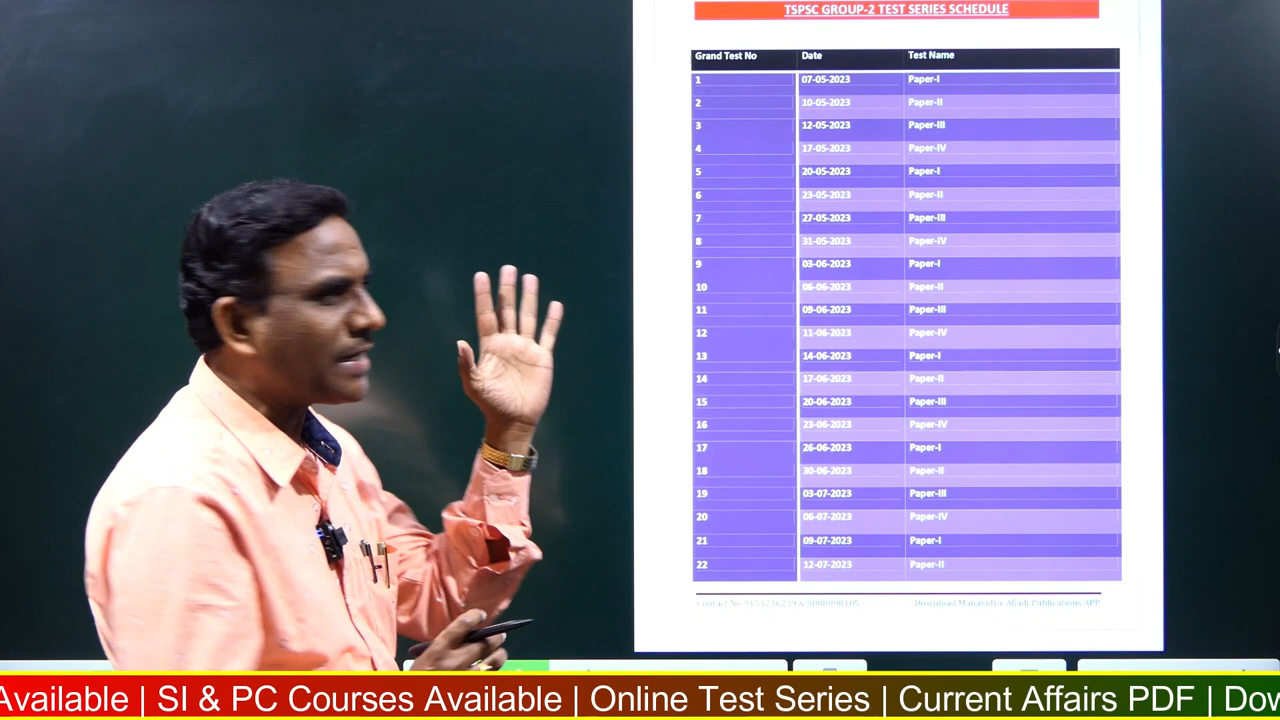 TSPSC GROUP-2 TEST SERIES SCHEDULE
Grand Test No Date Test Name
1 07-05-2023 Paper-I
2 10-05-2023 Paper-II
3 12-05-2023 Paper-III
4 17-05-2023 Paper-IV
5 20-05-2023 Paper-I
6 23-05-2023 Paper-II
7 27-05-2023 Paper-III
8 31-05-2023 Paper-IV
9 03-06-2023 Paper-I
10 06-06-2023 Paper-II
11 09-06-2023 Paper-III
12 11-06-2023 Paper-IV
13 14-06-2023 Paper-I
14 17-06-2023 Paper-II
15 20-06-2023 Paper-III
16 23-06-2023 Paper-IV
17 26-06-2023 Paper-I
18 30-06-2023 Paper-II
19 03-07-2023 Paper-III
20 06-07-2023 Paper-IV
21 09-07-2023 Paper-I
22 12-07-2023 Paper-II
Contact No Download Manavidya Alladi Publications APP
Available | SI & PC Courses Available | Online Test Series | Current Affairs PDF | Dow